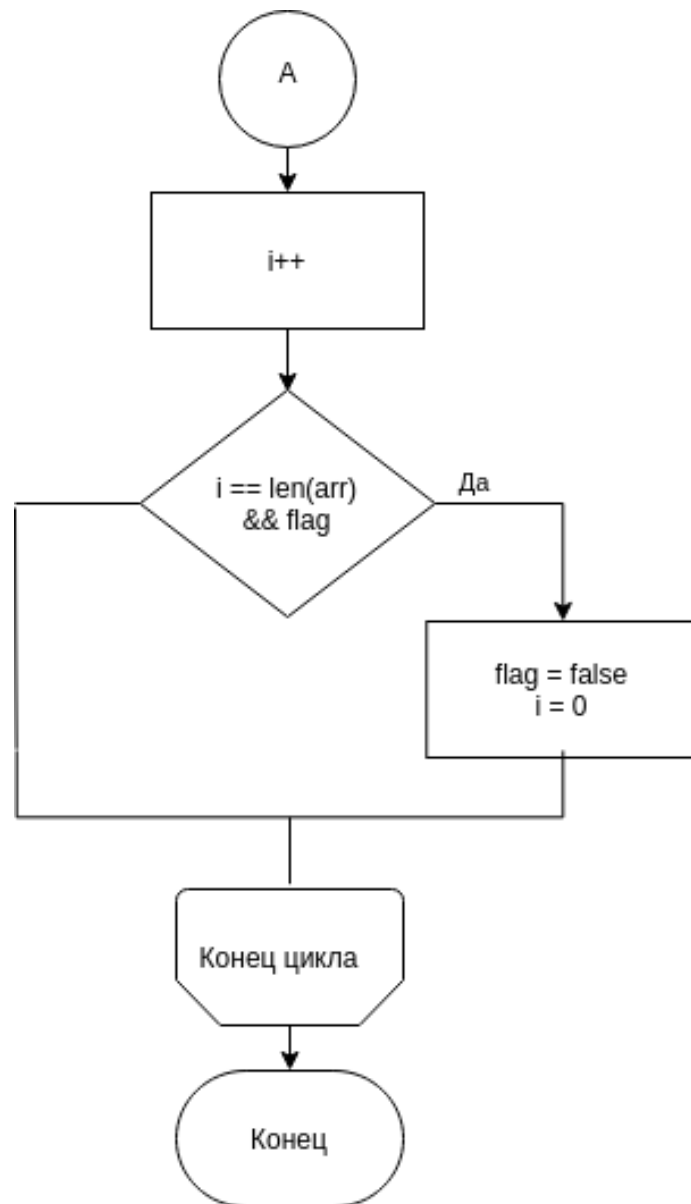 A
i++
i == len(arr)
&& flag
Да
flag = false
i = 0
Конец цикла
Конец